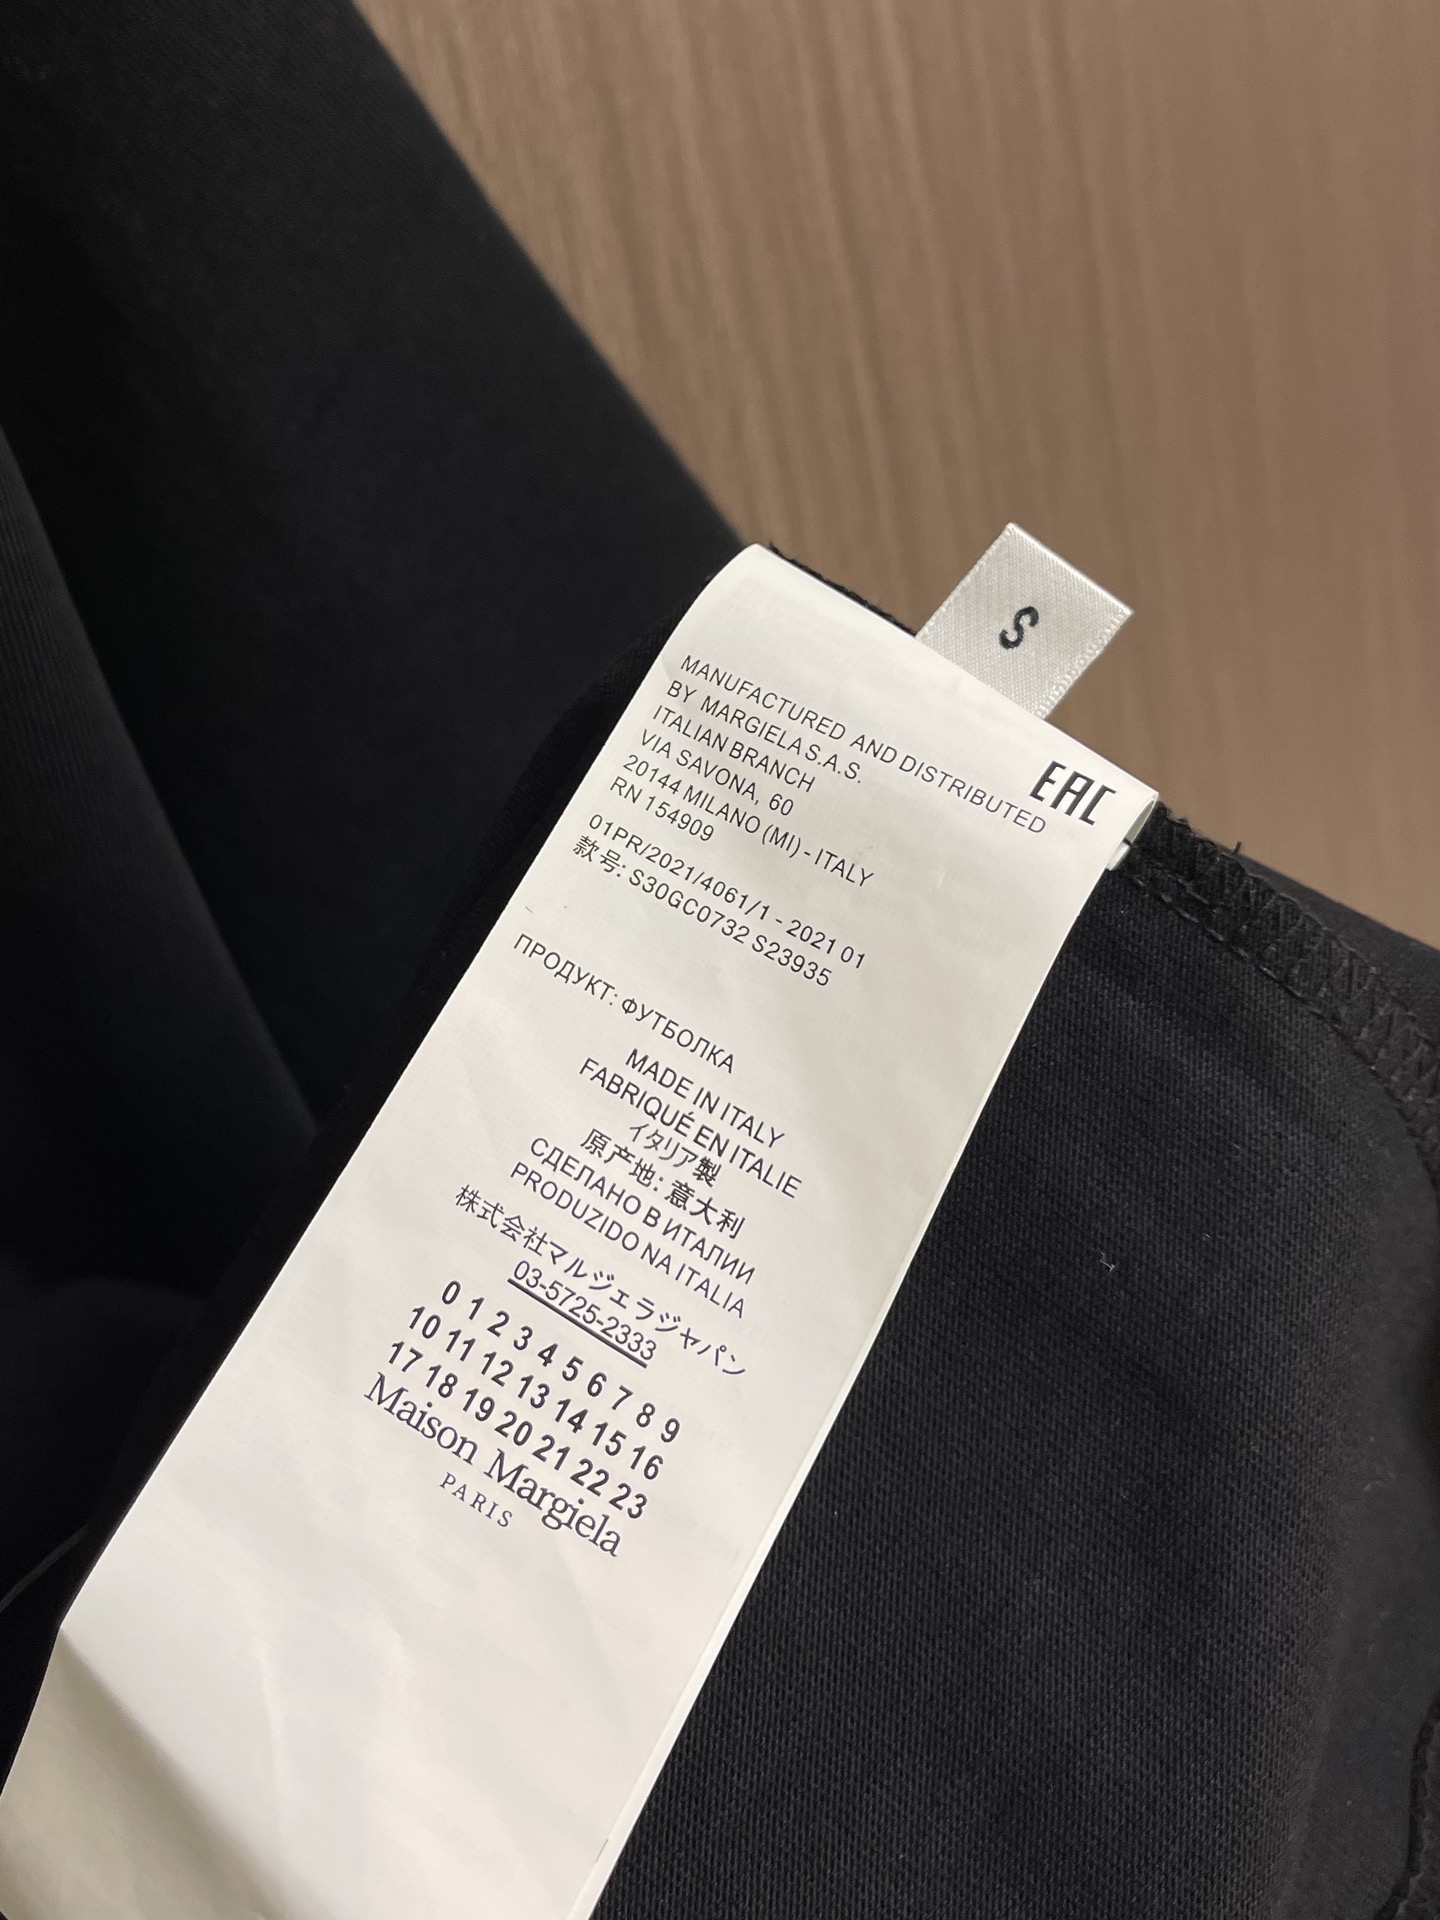 S
EAC
MANUFACTURED AND DISTRIBUTED
BY MARGIELA S.A.S.
ITALIAN BRANCH
VIA SAVONA, 60
20144 MILANO (MI) - ITALY
RN 154909
01PR/2021/4061/1 - 2021 01
款号: S30GC0732 S23935
ПРОДУКТ: ФУТБОЛКА
MADE IN ITALY
FABRIQUÉ EN ITALIE
イタリア製
原产地: 意大利
СДЕЛАНО В ИТАЛИИ
PRODUZIDO NA ITALIA
株式会社マルジェラジャパン
03-5725-2333
0 1 2 3 4 5 6 7 8 9
10 11 12 13 14 15 16
17 18 19 20 21 22 23
Maison Margiela
PARIS